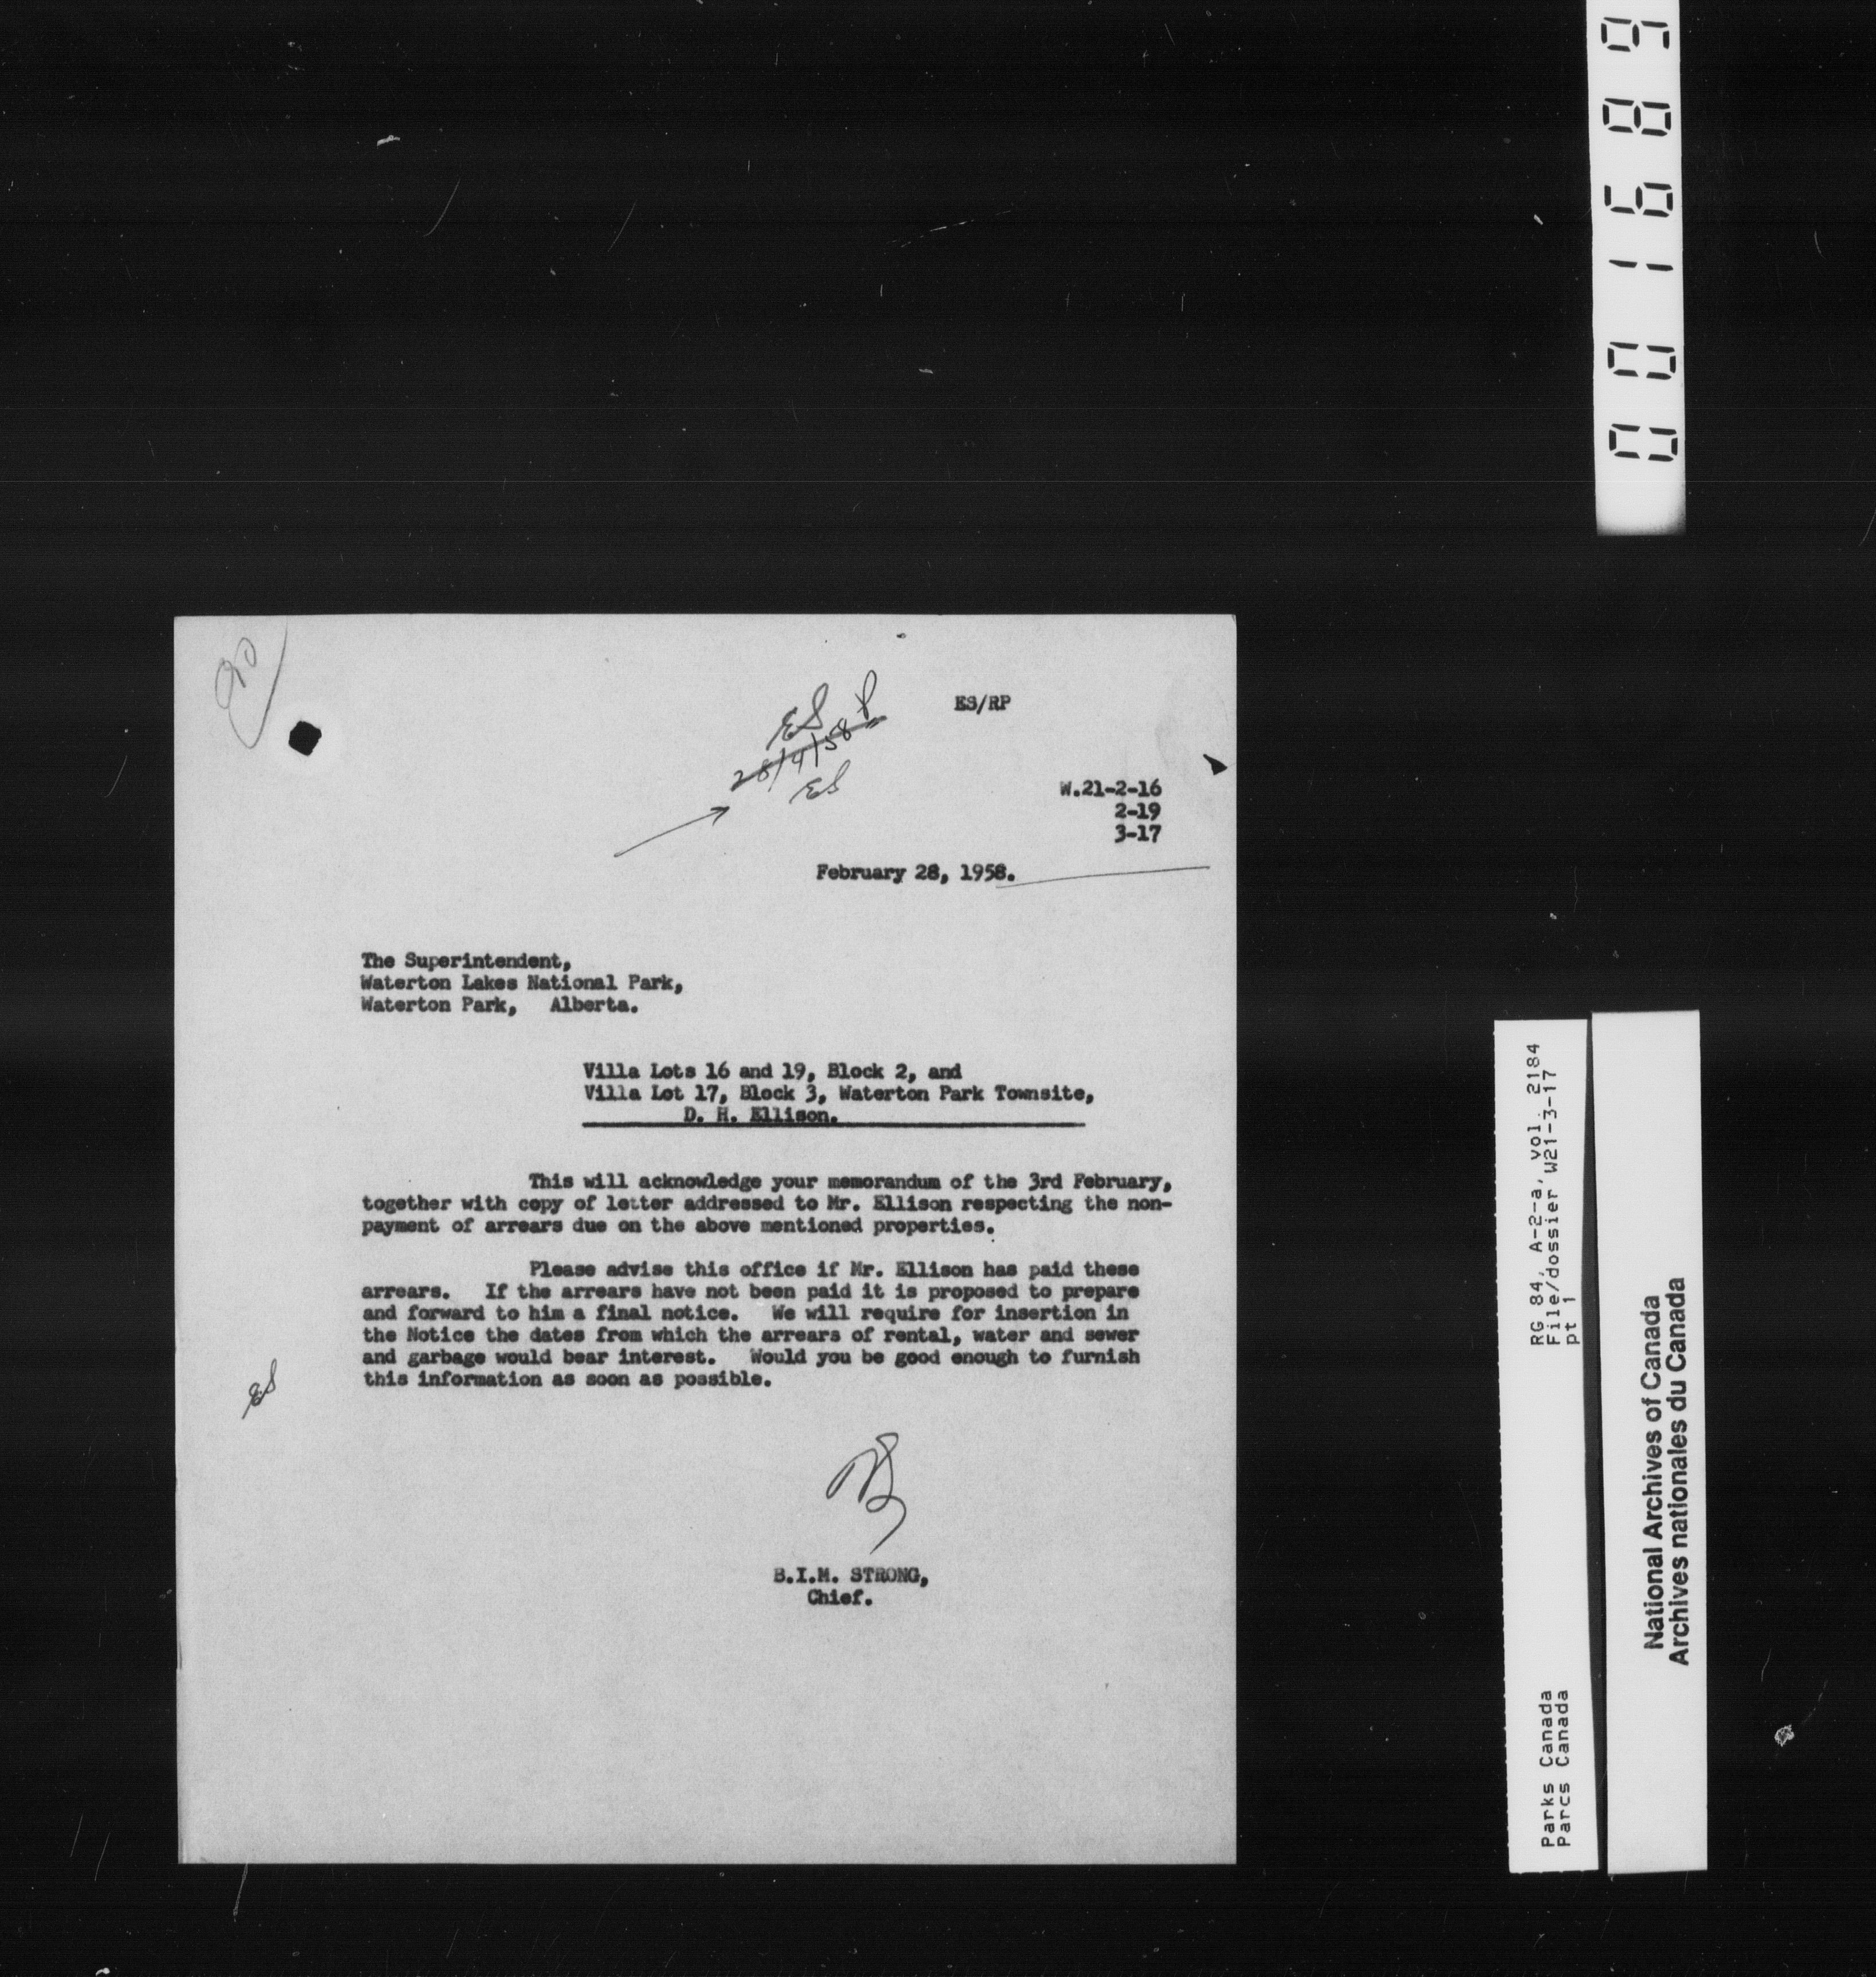 001689
90
ES
28/4/58
ES
ES/RP
W.21-2-16
2-19
3-17
February 28, 1958.
The Superintendent,
Waterton Lakes National Park,
Waterton Park, Alberta.
Villa Lots 16 and 19, Block 2, and
Villa Lot 17, Block 3, Waterton Park Townsite,
D. H. Ellison.
This will acknowledge your memorandum of the 3rd February,
together with copy of letter addressed to Mr. Ellison respecting the non-
payment of arrears due on the above mentioned properties.
Please advise this office if Mr. Ellison has paid these
arrears. If the arrears have not been paid it is proposed to prepare
and forward to him a final notice. We will require for insertion in
the Notice the dates from which the arrears of rental, water and sewer
and garbage would bear interest. Would you be good enough to furnish
this information as soon as possible.
ES
B.I.M. STRONG,
Chief.
Parks Canada
Parcs Canada
RG 84, A-2-a, vol. 2184
File/dossier W21-3-17
pt 1
National Archives of Canada
Archives nationales du Canada